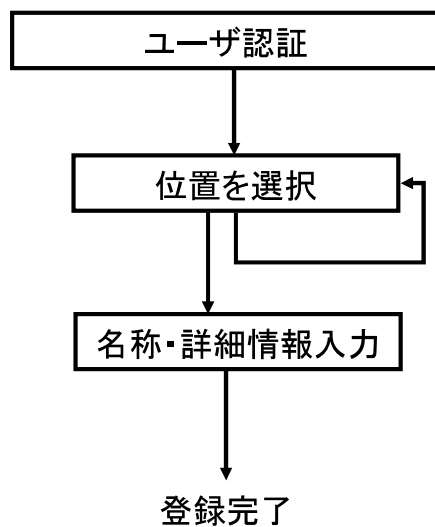 ユーザ認証
位置を選択
名称・詳細情報入力
登録完了